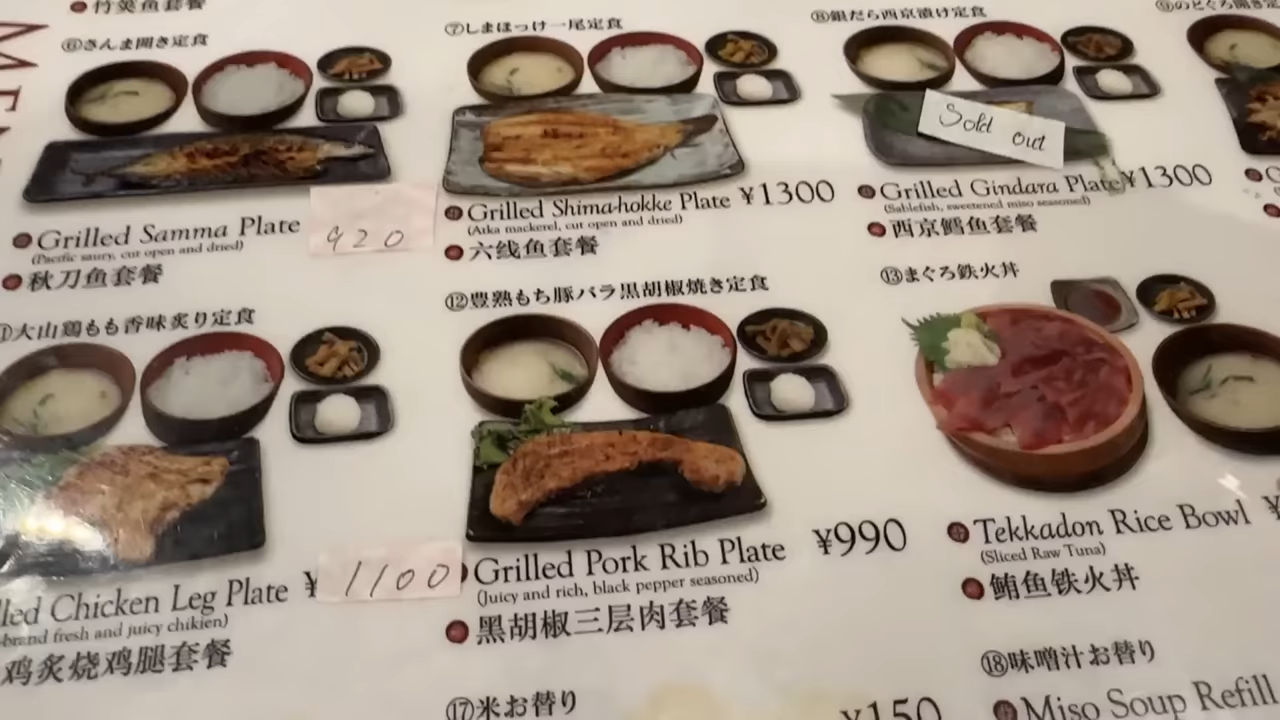 竹筴魚套餐
⑥さんま開き定食
Grilled Samma Plate
920
(Pacific saury, cut open and dried)
秋刀鱼套餐
⑦しまほっけ一尾定食
Grilled Shima-hokke Plate ¥1300
(Atka mackerel, cut open and dried)
六线鱼套餐
⑧銀だら西京漬け定食
Sold out
Grilled Gindara Plate ¥1300
(Sablefish, sweetened miso seasoned)
西京鳕鱼套餐
大山鶏もも香味炙り定食
lled Chicken Leg Plate ¥
1100
-brand fresh and juicy chikien)
鸡炙烧鸡腿套餐
⑫豊熟もち豚バラ黒胡椒焼き定食
Grilled Pork Rib Plate ¥990
(Juicy and rich, black pepper seasoned)
黑胡椒三层肉套餐
⑬まぐろ鉄火丼
Tekkadon Rice Bowl ¥
(Sliced Raw Tuna)
鲔鱼铁火丼
⑰米お替り
¥150
⑱味噌汁お替り
Miso Soup Refill